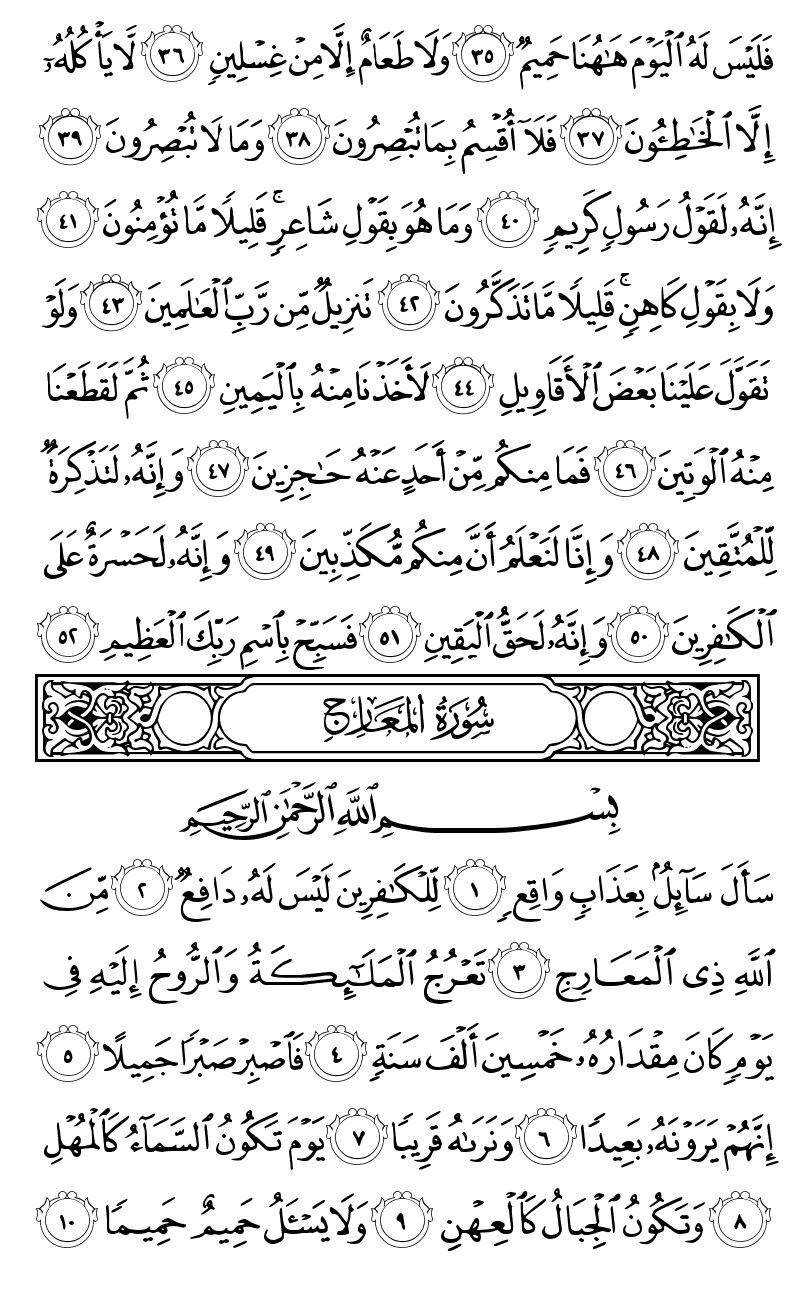 فَلَيْسَ لَهُ ٱلْيَوْمَ هَـٰهُنَا حَمِيمٌ ٣٥ وَلَا طَعَامٌ إِلَّا مِنْ غِسْلِينٍ ٣٦ لَّا يَأْكُلُهُۥٓ
إِلَّا ٱلْخَـٰطِـُٔونَ ٣٧ فَلَآ أُقْسِمُ بِمَا تُبْصِرُونَ ٣٨ وَمَا لَا تُبْصِرُونَ ٣٩
إِنَّهُۥ لَقَوْلُ رَسُولٍ كَرِيمٍ ٤٠ وَمَا هُوَ بِقَوْلِ شَاعِرٍ ۚ قَلِيلًا مَّا تُؤْمِنُونَ ٤١
وَلَا بِقَوْلِ كَاهِنٍ ۚ قَلِيلًا مَّا تَذَكَّرُونَ ٤٢ تَنزِيلٌ مِّن رَّبِّ ٱلْعَـٰلَمِينَ ٤٣ وَلَوْ
تَقَوَّلَ عَلَيْنَا بَعْضَ ٱلْأَقَاوِيلِ ٤٤ لَأَخَذْنَا مِنْهُ بِٱلْيَمِينِ ٤٥ ثُمَّ لَقَطَعْنَا
مِنْهُ ٱلْوَتِينَ ٤٦ فَمَا مِنكُم مِّنْ أَحَدٍ عَنْهُ حَـٰجِزِينَ ٤٧ وَإِنَّهُۥ لَتَذْكِرَةٌ
لِّلْمُتَّقِينَ ٤٨ وَإِنَّا لَنَعْلَمُ أَنَّ مِنكُم مُّكَذِّبِينَ ٤٩ وَإِنَّهُۥ لَحَسْرَةٌ عَلَى
ٱلْكَـٰفِرِينَ ٥٠ وَإِنَّهُۥ لَحَقُّ ٱلْيَقِينِ ٥١ فَسَبِّحْ بِٱسْمِ رَبِّكَ ٱلْعَظِيمِ ٥٢
سُورَةُ المَعَارِجِ
بِسْمِ ٱللَّهِ ٱلرَّحْمَـٰنِ ٱلرَّحِيمِ
سَأَلَ سَآئِلٌۢ بِعَذَابٍ وَاقِعٍ ١ لِّلْكَـٰفِرِينَ لَيْسَ لَهُۥ دَافِعٌ ٢ مِّنَ
ٱللَّهِ ذِى ٱلْمَعَارِجِ ٣ تَعْرُجُ ٱلْمَلَـٰٓئِكَةُ وَٱلرُّوحُ إِلَيْهِ فِى
يَوْمٍ كَانَ مِقْدَارُهُۥ خَمْسِينَ أَلْفَ سَنَةٍ ٤ فَٱصْبِرْ صَبْرًا جَمِيلًا ٥
إِنَّهُمْ يَرَوْنَهُۥ بَعِيدًا ٦ وَنَرَىٰهُ قَرِيبًا ٧ يَوْمَ تَكُونُ ٱلسَّمَآءُ كَٱلْمُهْلِ
٨ وَتَكُونُ ٱلْجِبَالُ كَٱلْعِهْنِ ٩ وَلَا يَسْـَٔلُ حَمِيمٌ حَمِيمًا ١٠